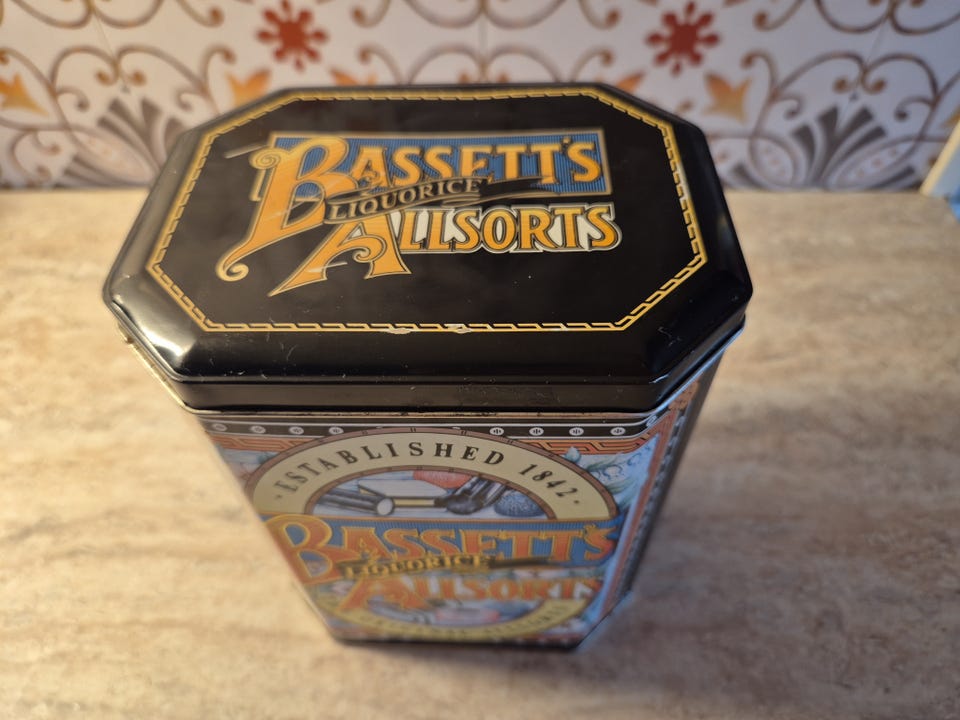 BASSETT'S
LIQUORICE
ALLSORTS
·ESTABLISHED 1842·
BASSETT'S
LIQUORICE
ALLSORTS